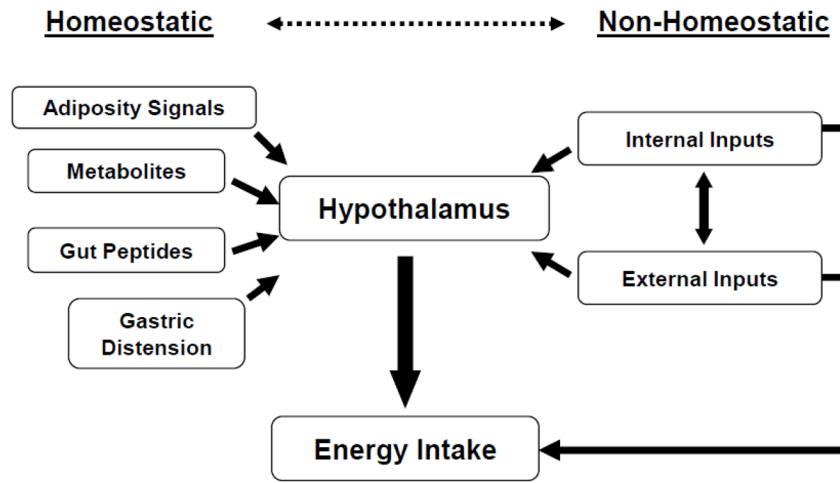 Homeostatic
Non-Homeostatic
Adiposity Signals
Metabolites
Gut Peptides
Gastric
Distension
Hypothalamus
Internal Inputs
External Inputs
Energy Intake